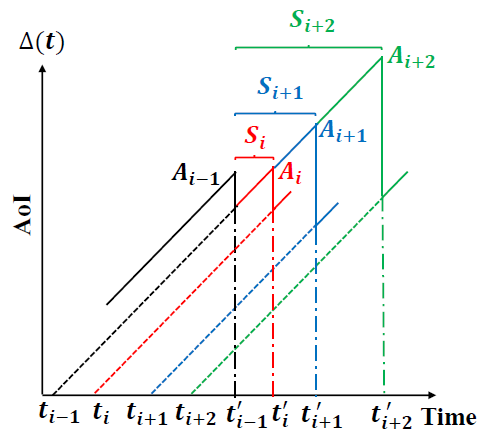 S_{i+2}
Δ(t)
A_{i+2}
S_{i+1}
S_i
A_{i+1}
A_{i-1}
A_i
AoI
t_{i-1} t_i t_{i+1} t_{i+2} t'_{i-1} t'_i t'_{i+1} t'_{i+2} Time